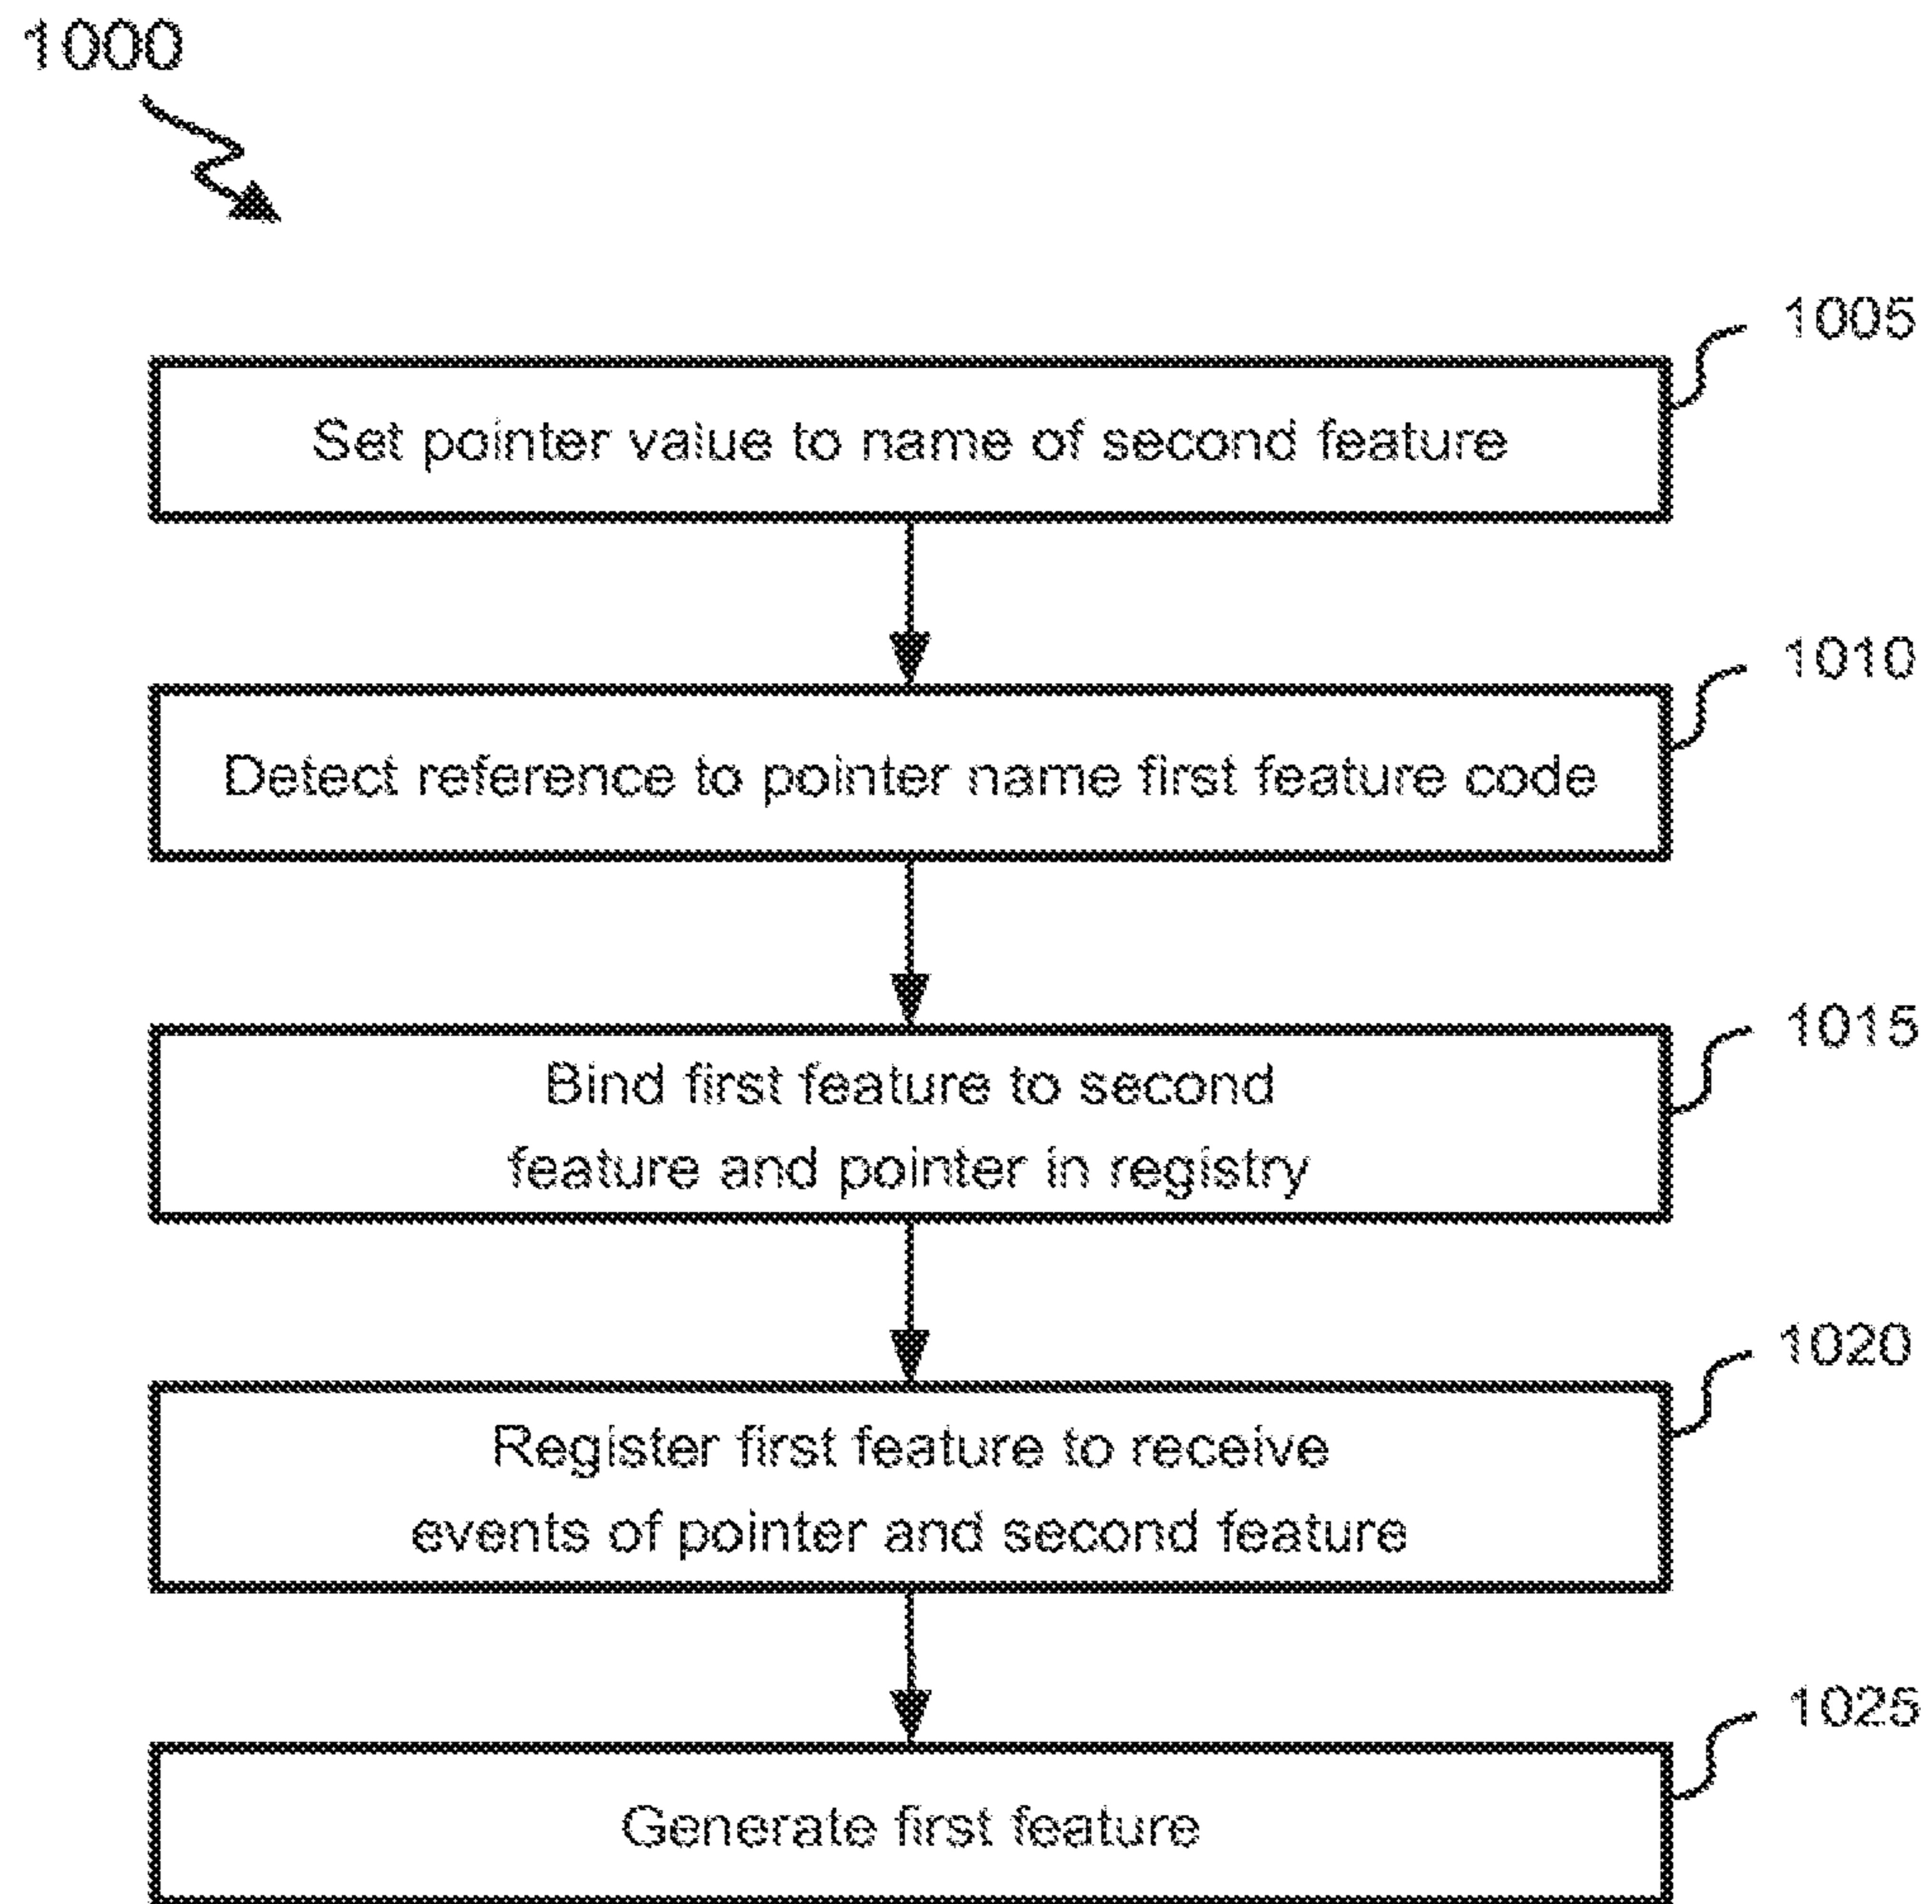 1000
1005
Set pointer value to name of second feature
1010
Detect reference to pointer name first feature code
1015
Bind first feature to second
feature and pointer in registry
1020
Register first feature to receive
events of pointer and second feature
1025
Generate first feature